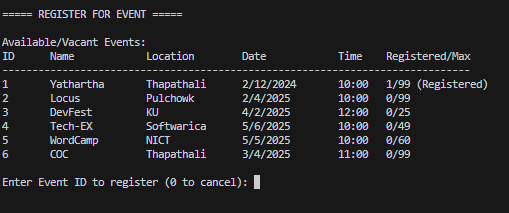 ===== REGISTER FOR EVENT =====
Available/Vacant Events:
ID Name Location Date Time Registered/Max
------------------------------------------------------------------------------
1 Yathartha Thapathali 2/12/2024 10:00 1/99 (Registered)
2 Locus Pulchowk 2/4/2025 10:00 0/99
3 DevFest KU 4/2/2025 12:00 0/25
4 Tech-EX Softwarica 5/6/2025 10:00 0/49
5 WordCamp NICT 5/5/2025 10:00 0/60
6 COC Thapathali 3/4/2025 11:00 0/99
Enter Event ID to register (0 to cancel):